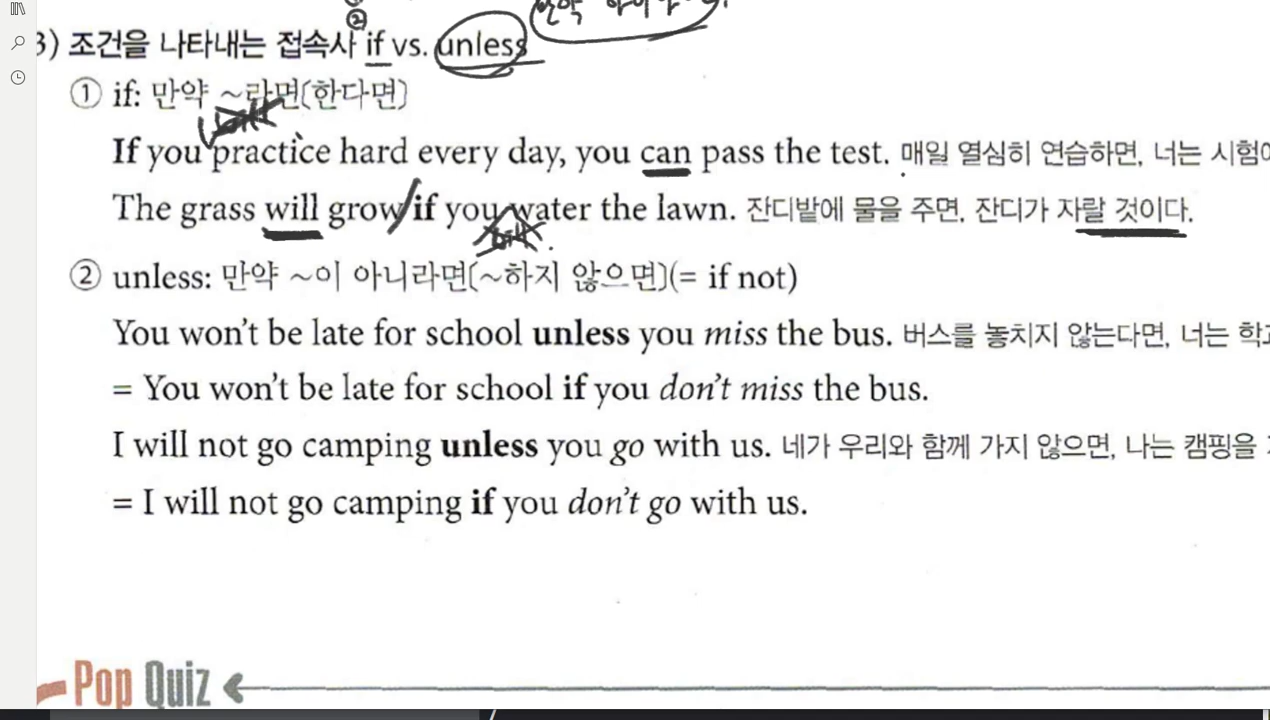 ②
만약
3) 조건을 나타내는 접속사 if vs. unless
① if: 만약 ~라면(한다면)
will
If you practice hard every day, you can pass the test. 매일 열심히 연습하면, 너는 시험에
The grass will grow if you water the lawn. 잔디밭에 물을 주면, 잔디가 자랄 것이다.
will
② unless: 만약 ~이 아니라면(~하지 않으면)(= if not)
You won't be late for school unless you miss the bus. 버스를 놓치지 않는다면, 너는 학교
= You won't be late for school if you don't miss the bus.
I will not go camping unless you go with us. 네가 우리와 함께 가지 않으면, 나는 캠핑을
= I will not go camping if you don't go with us.
Pop Quiz